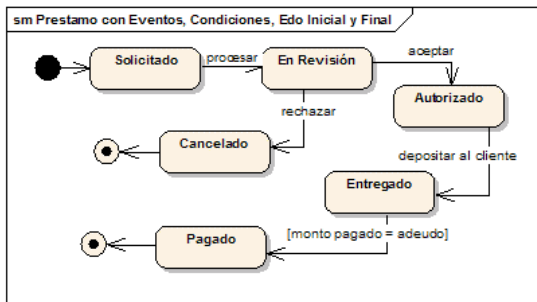 sm Prestamo con Eventos, Condiciones, Edo Inicial y Final
Solicitado
procesar
En Revisión
aceptar
Autorizado
rechazar
Cancelado
depositar al cliente
Entregado
[monto pagado = adeudo]
Pagado